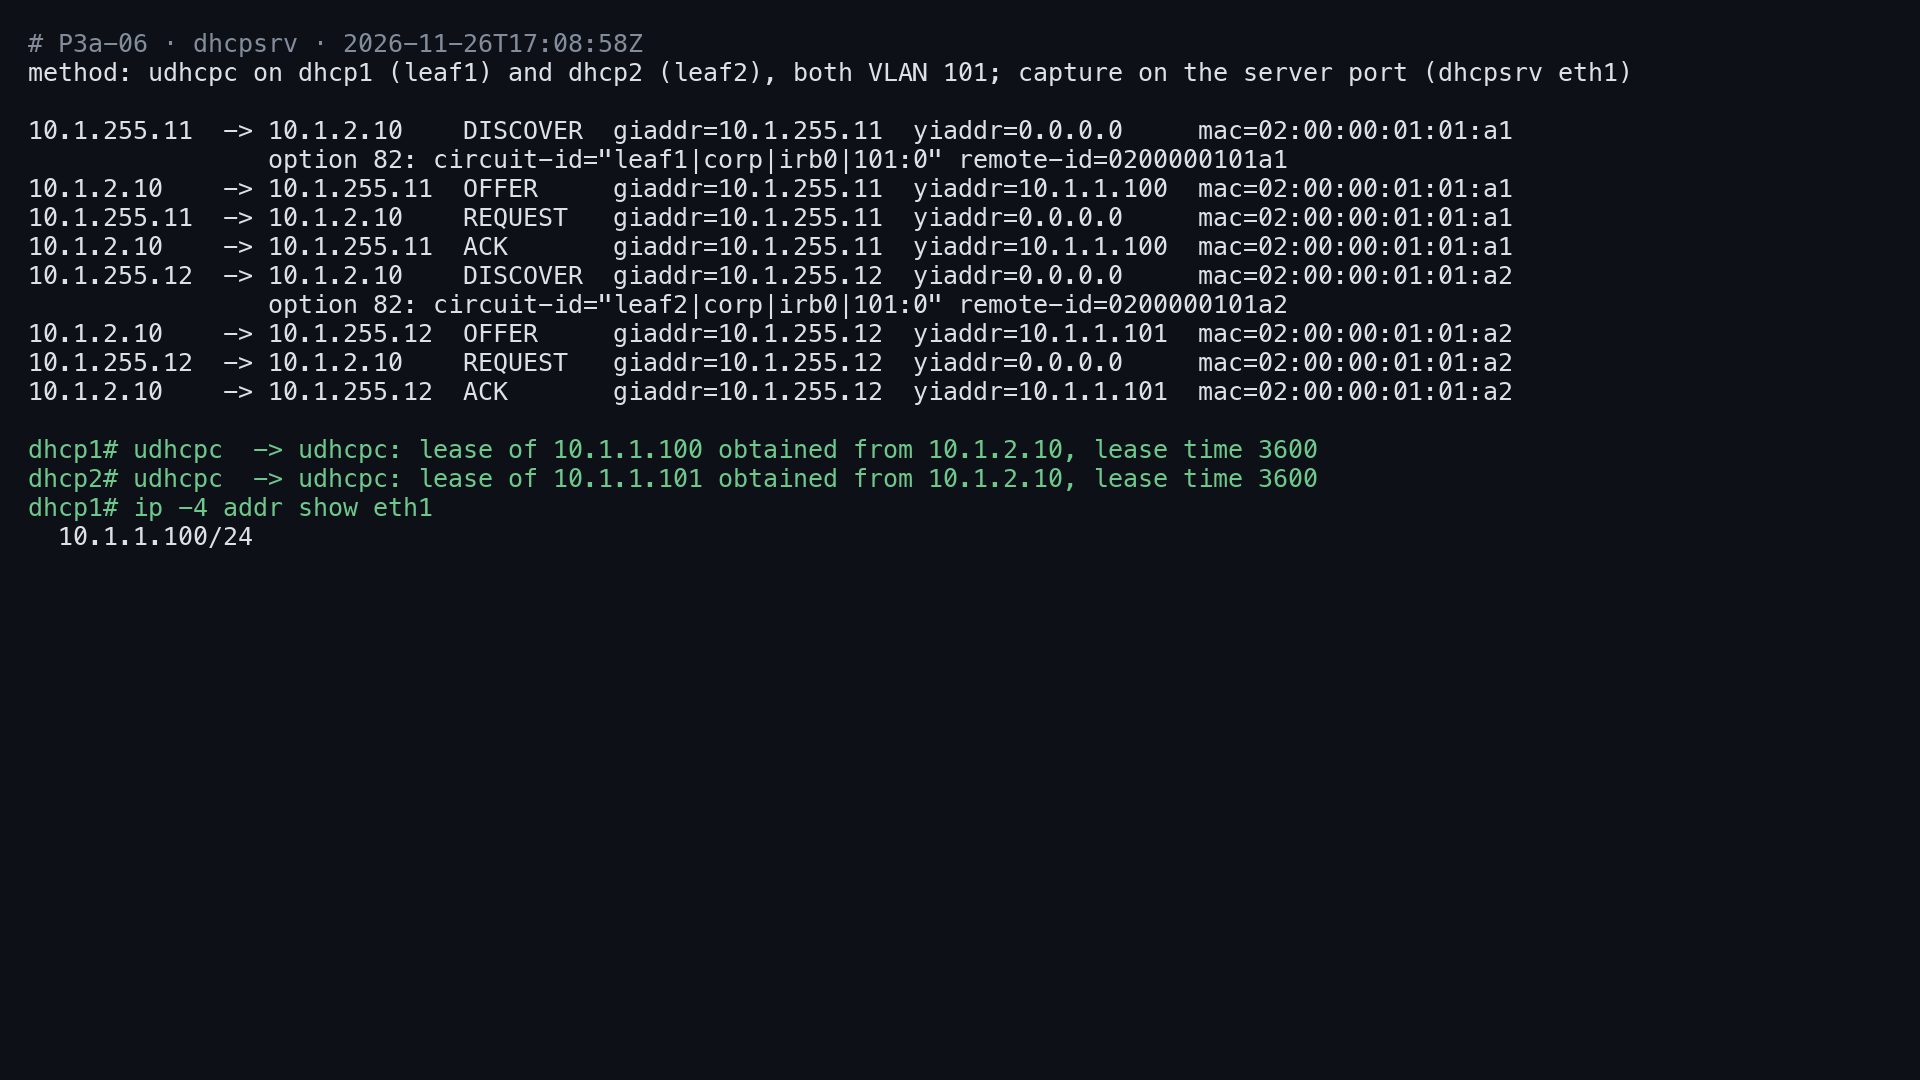 # P3a-06 · dhcpsrv · 2026-11-26T17:08:58Z
method: udhcpc on dhcp1 (leaf1) and dhcp2 (leaf2), both VLAN 101; capture on the server port (dhcpsrv eth1)
10.1.255.11  -> 10.1.2.10    DISCOVER  giaddr=10.1.255.11  yiaddr=0.0.0.0     mac=02:00:00:01:01:a1
                option 82: circuit-id="leaf1|corp|irb0|101:0" remote-id=0200000101a1
10.1.2.10    -> 10.1.255.11  OFFER     giaddr=10.1.255.11  yiaddr=10.1.1.100  mac=02:00:00:01:01:a1
10.1.255.11  -> 10.1.2.10    REQUEST   giaddr=10.1.255.11  yiaddr=0.0.0.0     mac=02:00:00:01:01:a1
10.1.2.10    -> 10.1.255.11  ACK       giaddr=10.1.255.11  yiaddr=10.1.1.100  mac=02:00:00:01:01:a1
10.1.255.12  -> 10.1.2.10    DISCOVER  giaddr=10.1.255.12  yiaddr=0.0.0.0     mac=02:00:00:01:01:a2
                option 82: circuit-id="leaf2|corp|irb0|101:0" remote-id=0200000101a2
10.1.2.10    -> 10.1.255.12  OFFER     giaddr=10.1.255.12  yiaddr=10.1.1.101  mac=02:00:00:01:01:a2
10.1.255.12  -> 10.1.2.10    REQUEST   giaddr=10.1.255.12  yiaddr=0.0.0.0     mac=02:00:00:01:01:a2
10.1.2.10    -> 10.1.255.12  ACK       giaddr=10.1.255.12  yiaddr=10.1.1.101  mac=02:00:00:01:01:a2
dhcp1# udhcpc  -> udhcpc: lease of 10.1.1.100 obtained from 10.1.2.10, lease time 3600
dhcp2# udhcpc  -> udhcpc: lease of 10.1.1.101 obtained from 10.1.2.10, lease time 3600
dhcp1# ip -4 addr show eth1
  10.1.1.100/24